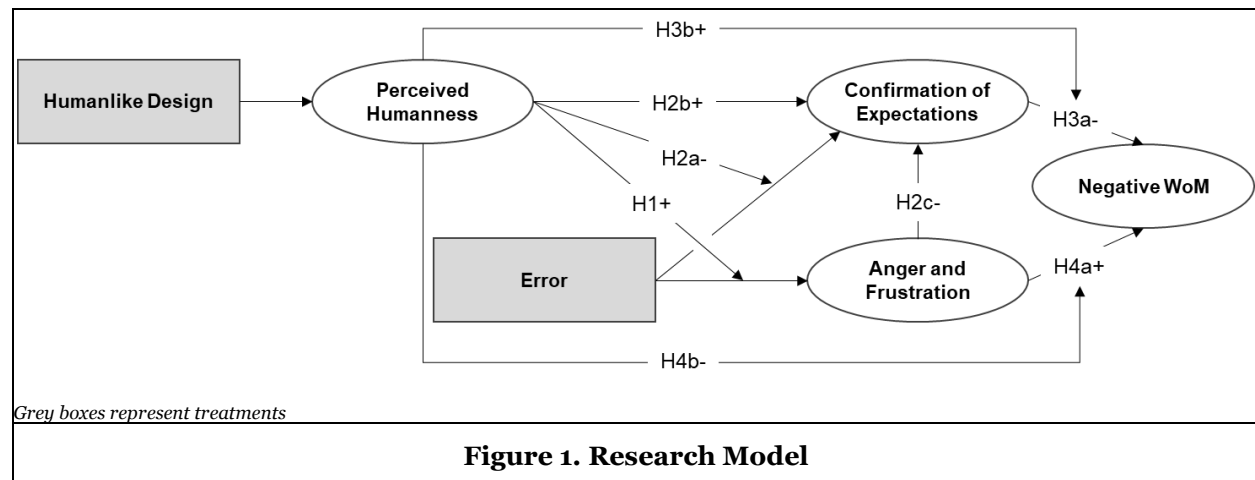 H3b+
Humanlike Design
Perceived
Humanness
H2b+
Confirmation of
Expectations
H3a-
H2a-
Negative WoM
H1+
H2c-
Error
Anger and
Frustration
H4a+
H4b-
Grey boxes represent treatments
Figure 1. Research Model